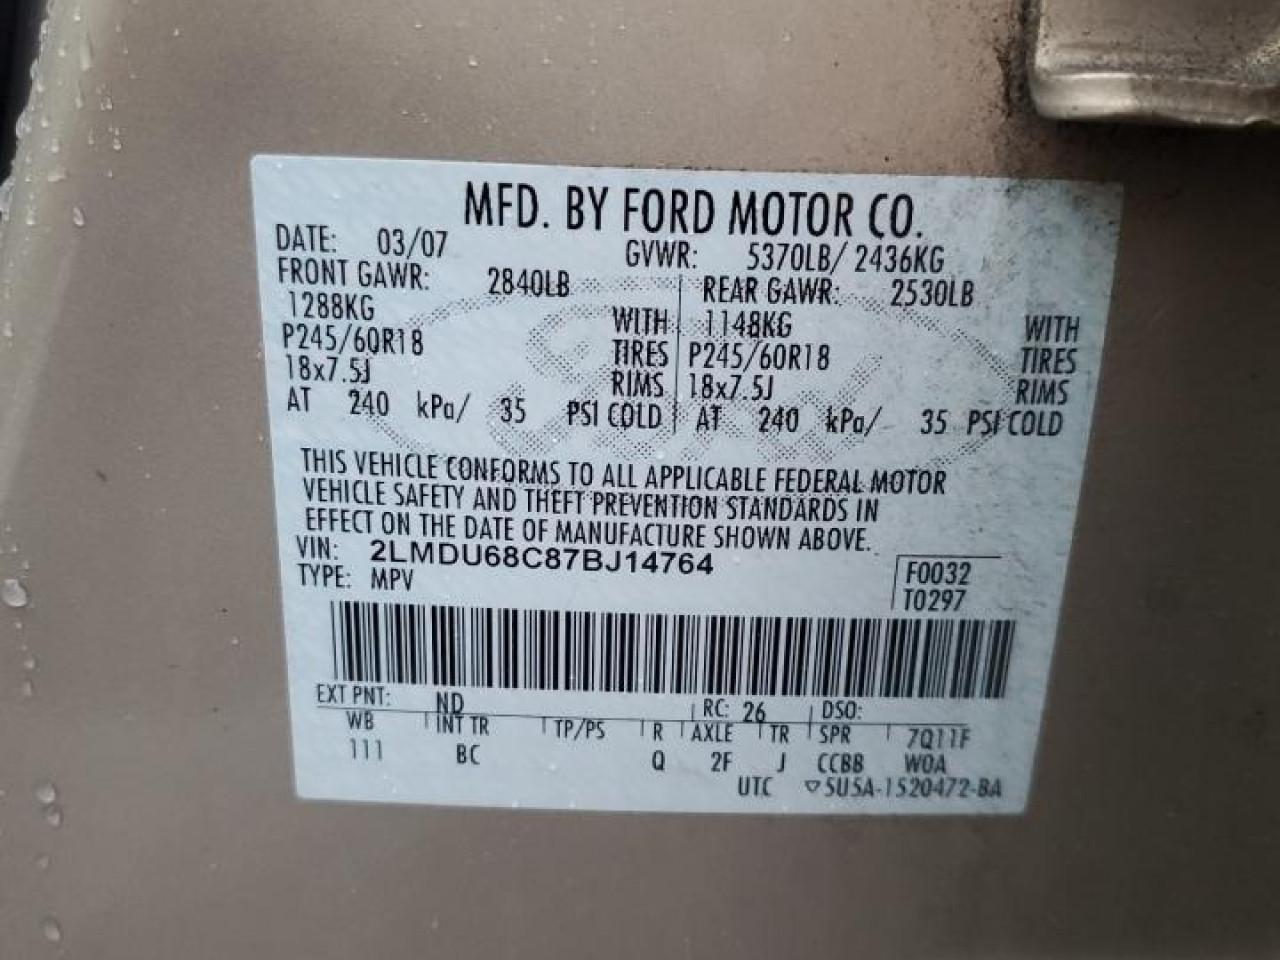 MFD. BY FORD MOTOR CO.
DATE: 03/07 GVWR: 5370LB/ 2436KG
FRONT GAWR: 2840LB REAR GAWR: 2530LB
1288KG WITH 1148KG WITH
P245/60R18 TIRES P245/60R18 TIRES
18x7.5J RIMS 18x7.5J RIMS
AT 240 kPa/ 35 PSI COLD AT 240 kPa/ 35 PSI COLD
THIS VEHICLE CONFORMS TO ALL APPLICABLE FEDERAL MOTOR
VEHICLE SAFETY AND THEFT PREVENTION STANDARDS IN
EFFECT ON THE DATE OF MANUFACTURE SHOWN ABOVE.
VIN: 2LMDU68C87BJ14764
TYPE: MPV F0032
T0297
EXT PNT: ND RC: 26 DSO:
WB INT TR TP/PS R AXLE TR SPR 7Q11F
111 BC Q 2F J CCBB WOA
UTC ▽5U5A-1520472-BA